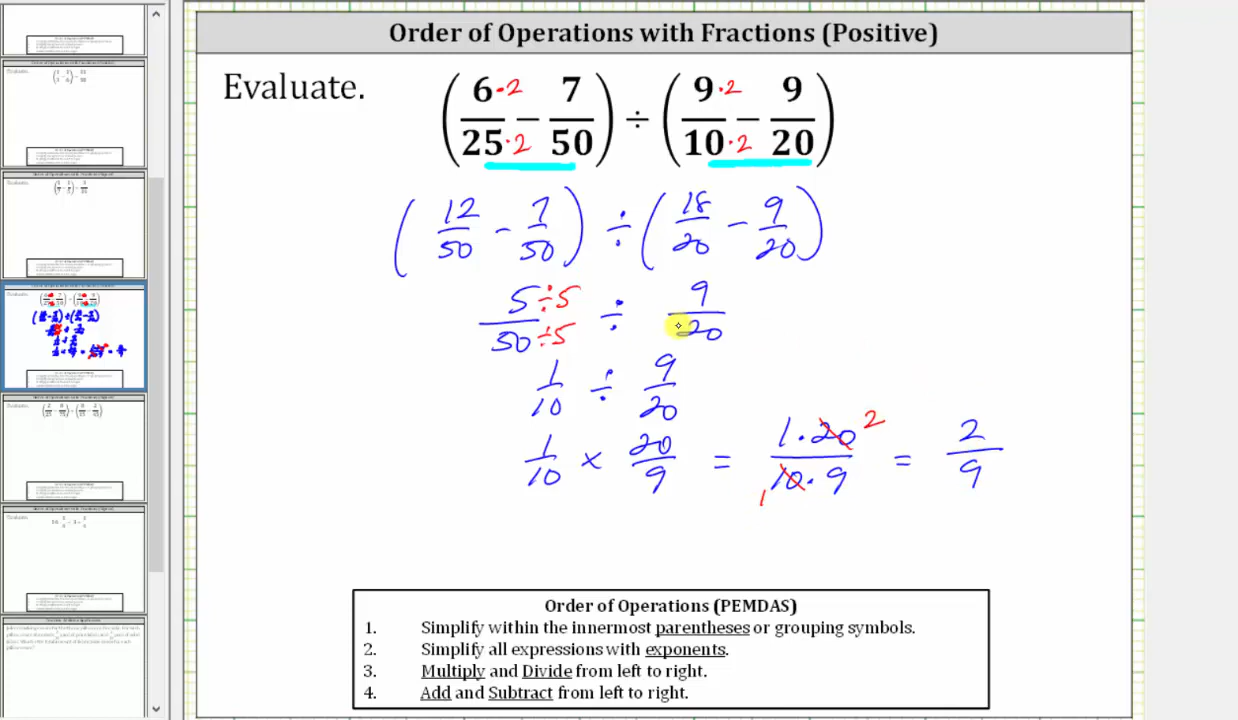 Order of Operations with Fractions (Positive)
Evaluate. (6·2/25·2 − 7/50) ÷ (9·2/10·2 − 9/20)
(12/50 − 7/50) ÷ (18/20 − 9/20)
5÷5/50÷5 ÷ 9/20
1/10 ÷ 9/20
1/10 × 20/9 = 1·20 2/1 10·9 = 2/9
Order of Operations (PEMDAS)
1. Simplify within the innermost parentheses or grouping symbols.
2. Simplify all expressions with exponents.
3. Multiply and Divide from left to right.
4. Add and Subtract from left to right.